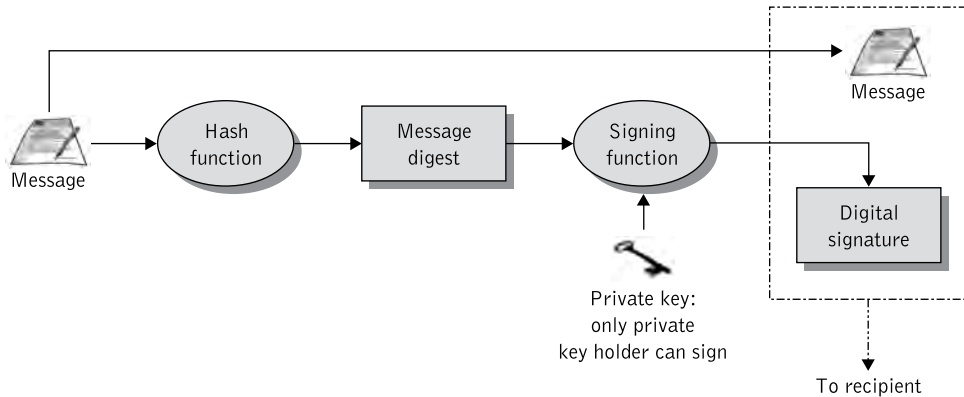 Message
Message
Hash
function
Message
digest
Signing
function
Digital
signature
Private key:
only private
key holder can sign
To recipient